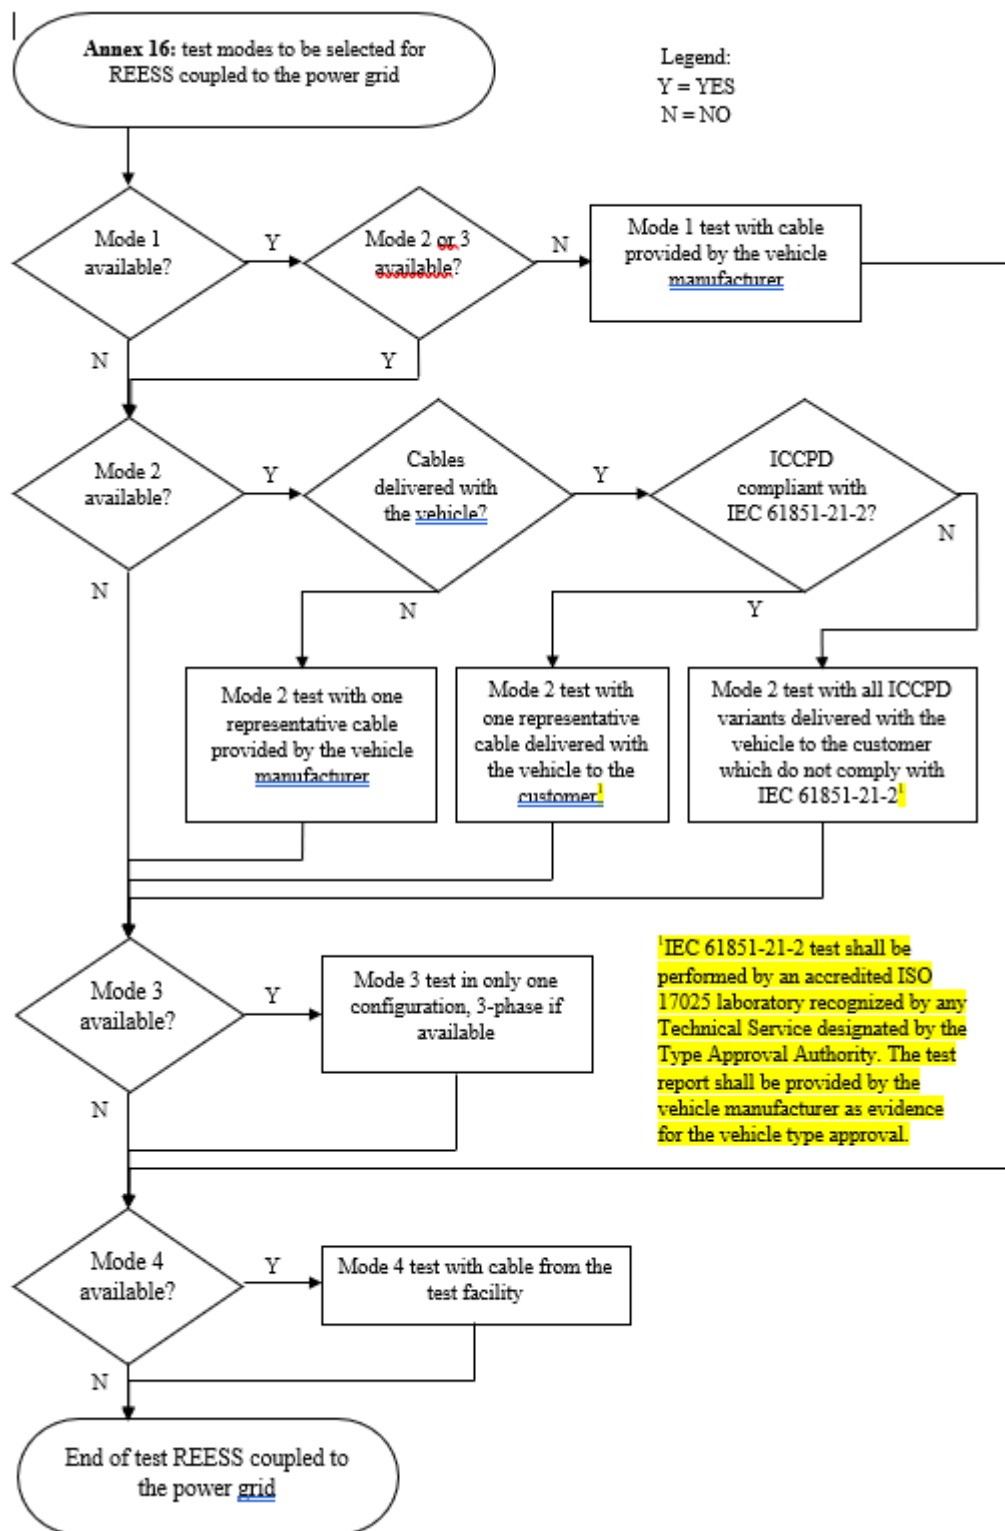 Annex 16: test modes to be selected for
REESS coupled to the power grid
Legend:
Y = YES
N = NO
Mode 1
available?
Y
Mode 2 or 3
available?
N
Mode 1 test with cable
provided by the vehicle
manufacturer
N
Y
Mode 2
available?
Y
Cables
delivered with
the vehicle?
Y
ICCPD
compliant with
IEC 61851-21-2?
N
N
N
Y
Mode 2 test with one
representative cable
provided by the vehicle
manufacturer
Mode 2 test with
one representative
cable delivered with
the vehicle to the
customer¹
Mode 2 test with all ICCPD
variants delivered with the
vehicle to the customer
which do not comply with
IEC 61851-21-2¹
Mode 3
available?
Y
Mode 3 test in only one
configuration, 3-phase if
available
¹IEC 61851-21-2 test shall be
performed by an accredited ISO
17025 laboratory recognized by any
Technical Service designated by the
Type Approval Authority. The test
report shall be provided by the
vehicle manufacturer as evidence
for the vehicle type approval.
N
Mode 4
available?
Y
Mode 4 test with cable from the
test facility
N
End of test REESS coupled to
the power grid